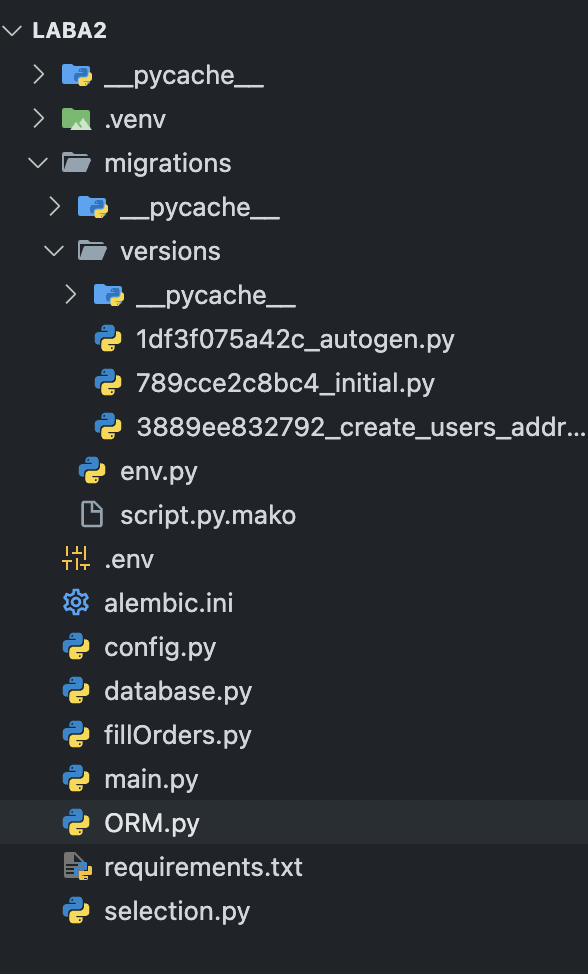 LABA2
__pycache__
.venv
migrations
__pycache__
versions
__pycache__
1df3f075a42c_autogen.py
789cce2c8bc4_initial.py
3889ee832792_create_users_addr...
env.py
script.py.mako
.env
alembic.ini
config.py
database.py
fillOrders.py
main.py
ORM.py
requirements.txt
selection.py